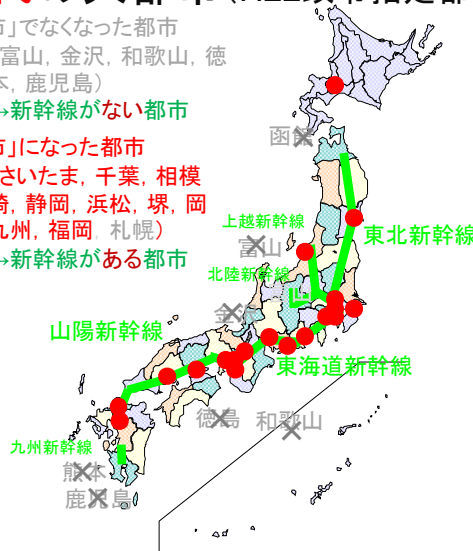 市」でなくなった都市
富山, 金沢, 和歌山, 徳
本, 鹿児島）
→新幹線がない都市
市」になった都市
さいたま, 千葉, 相模
崎, 静岡, 浜松, 堺, 岡
九州, 福岡, 札幌）
→新幹線がある都市
函館
上越新幹線
富山
東北新幹線
北陸新幹線
金沢
山陽新幹線
東海道新幹線
徳島
和歌山
九州新幹線
熊本
鹿児島